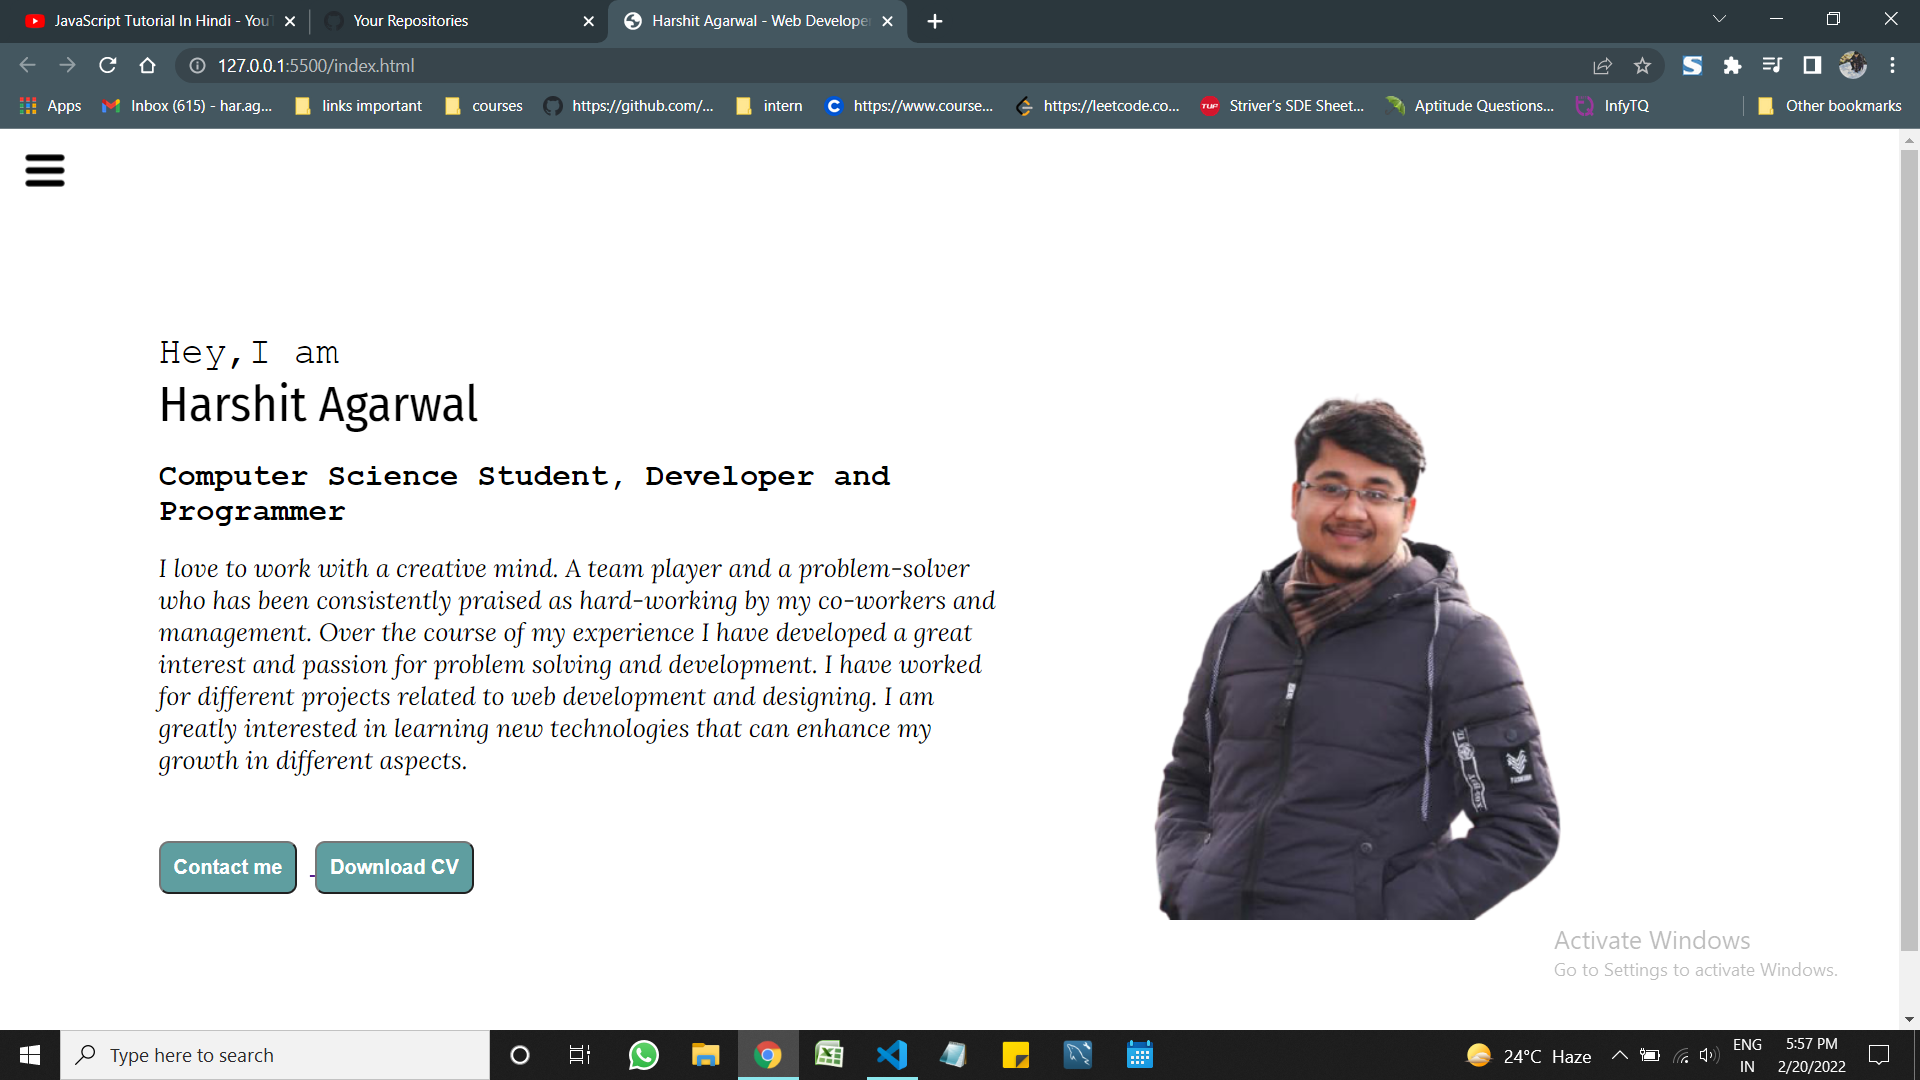 JavaScript Tutorial In Hindi - YouT
Your Repositories
Harshit Agarwal - Web Developer
127.0.0.1:5500/index.html
Apps
Inbox (615) - har.ag...
links important
courses
https://github.com/...
intern
https://www.course...
https://leetcode.co...
TUF
Striver's SDE Sheet...
Aptitude Questions...
InfyTQ
Other bookmarks
Hey,I am
Harshit Agarwal
Computer Science Student, Developer and
Programmer
I love to work with a creative mind. A team player and a problem-solver
who has been consistently praised as hard-working by my co-workers and
management. Over the course of my experience I have developed a great
interest and passion for problem solving and development. I have worked
for different projects related to web development and designing. I am
greatly interested in learning new technologies that can enhance my
growth in different aspects.
Contact me
Download CV
Activate Windows
Go to Settings to activate Windows.
Type here to search
24°C Haze
ENG
IN
5:57 PM
2/20/2022